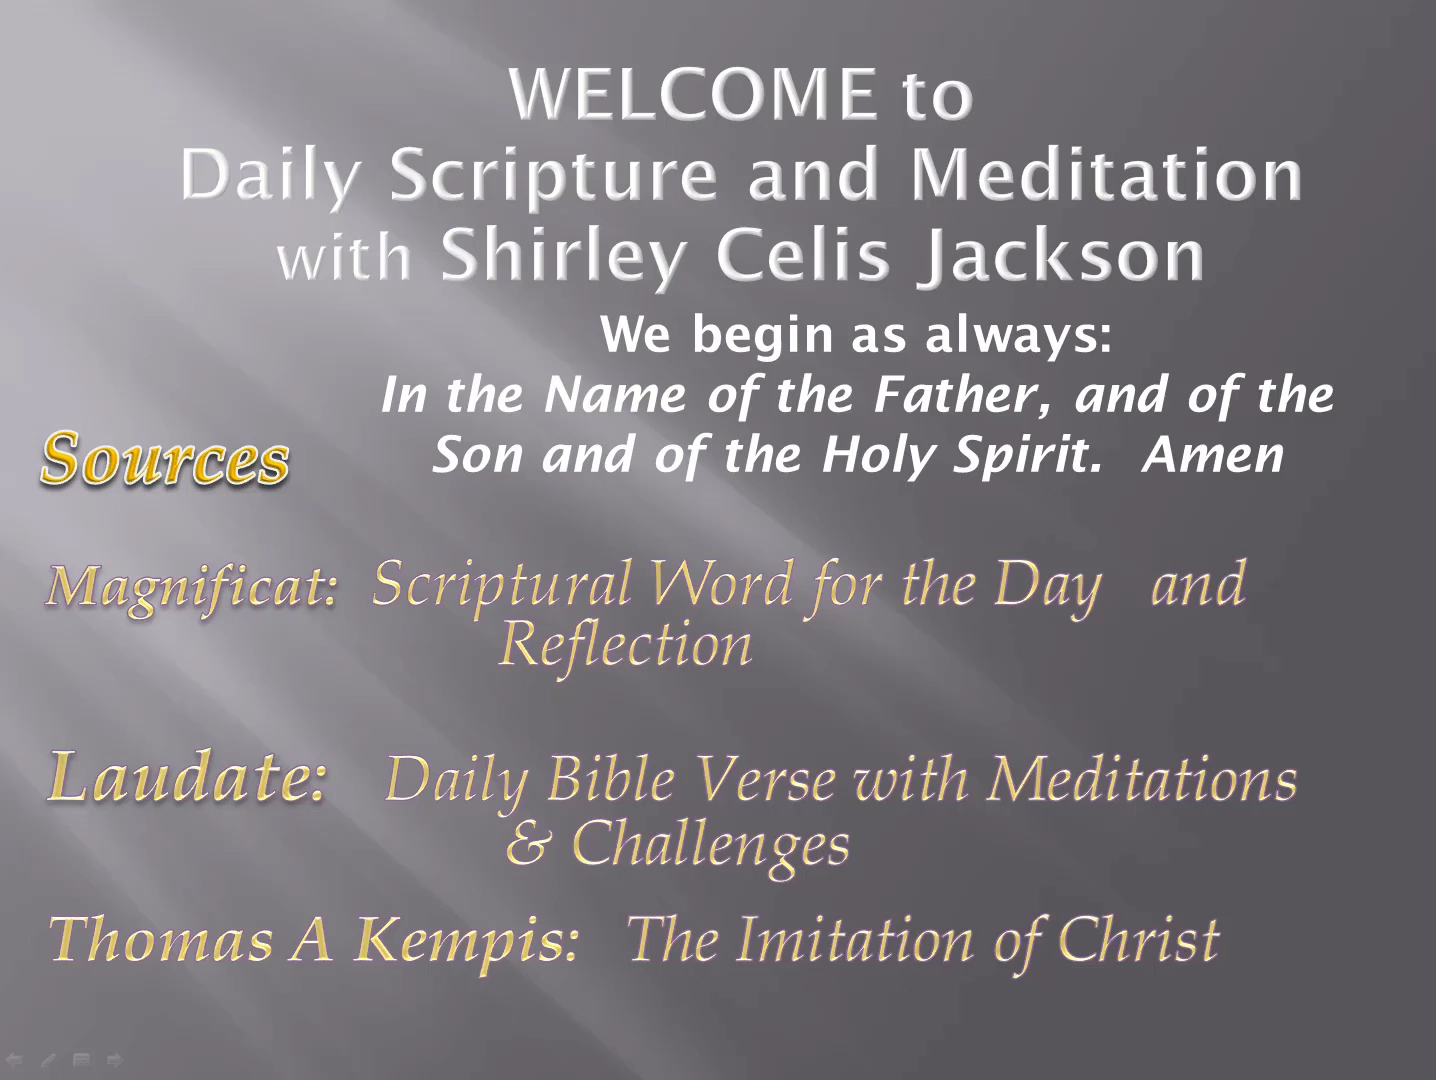 WELCOME to
Daily Scripture and Meditation
with Shirley Celis Jackson
We begin as always:
In the Name of the Father, and of the
Son and of the Holy Spirit.  Amen
Sources
Magnificat:  Scriptural Word for the Day   and
Reflection
Laudate:   Daily Bible Verse with Meditations
& Challenges
Thomas A Kempis:   The Imitation of Christ